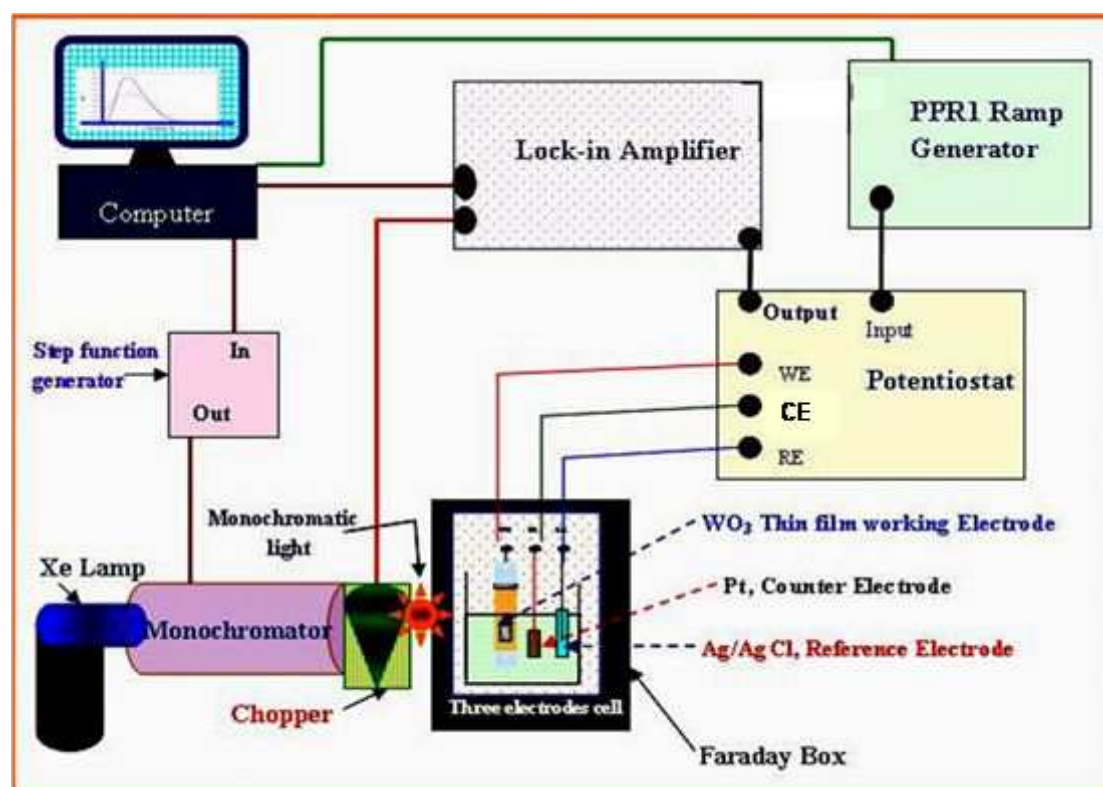 PPR1 Ramp
Generator
Lock-in Amplifier
Computer
Output
Input
Step function
generator
In
Out
WE
Potentiostat
CE
RE
Monochromatic
light
WO₃ Thin film working Electrode
Xe Lamp
Pt, Counter Electrode
Monochromator
Ag/Ag Cl, Reference Electrode
Chopper
Three electrodes cell
Faraday Box